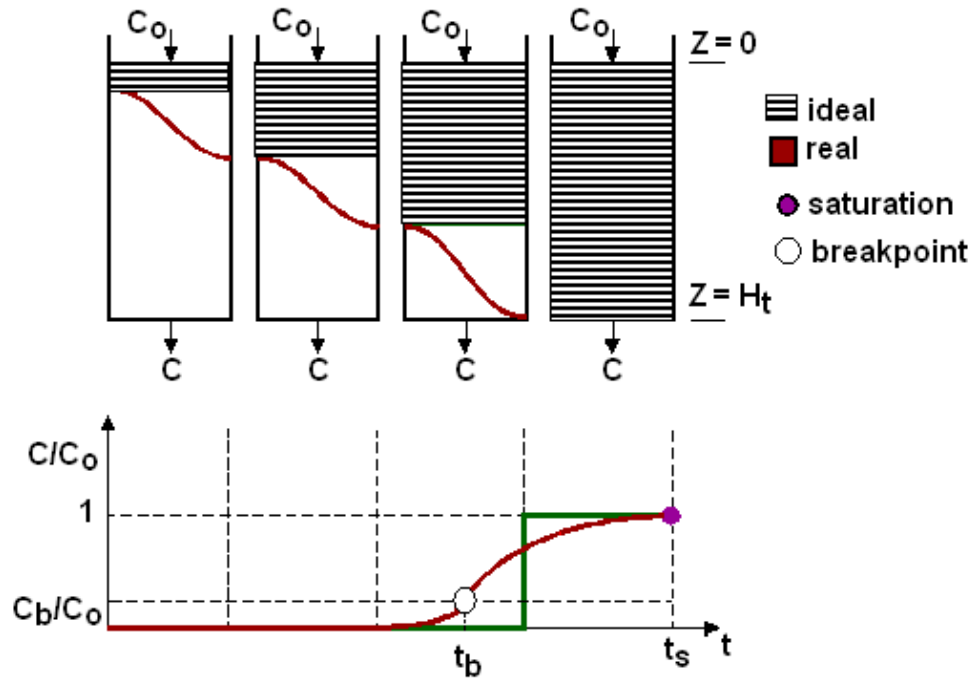 Co Co Co Co Z = 0
ideal
real
saturation
breakpoint
Z = Ht
C C C C
C/Co
1
Cb/Co
tb ts t